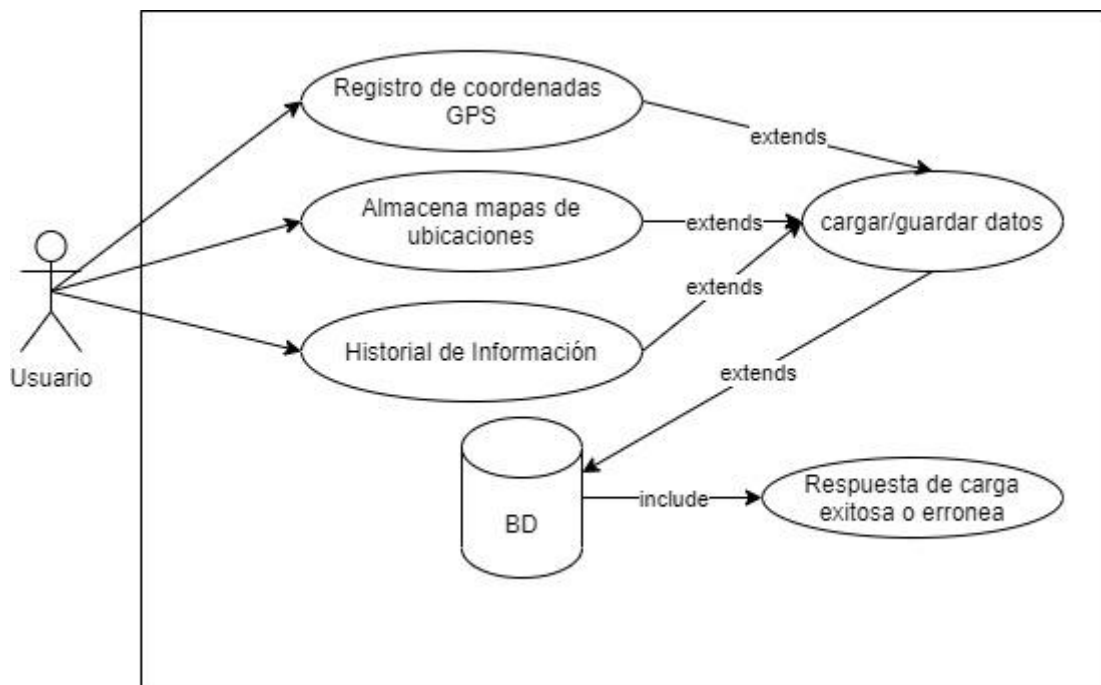 Registro de coordenadas
GPS
extends
Almacena mapas de
ubicaciones
extends
cargar/guardar datos
extends
Historial de Información
Usuario
extends
BD
include
Respuesta de carga
exitosa o erronea